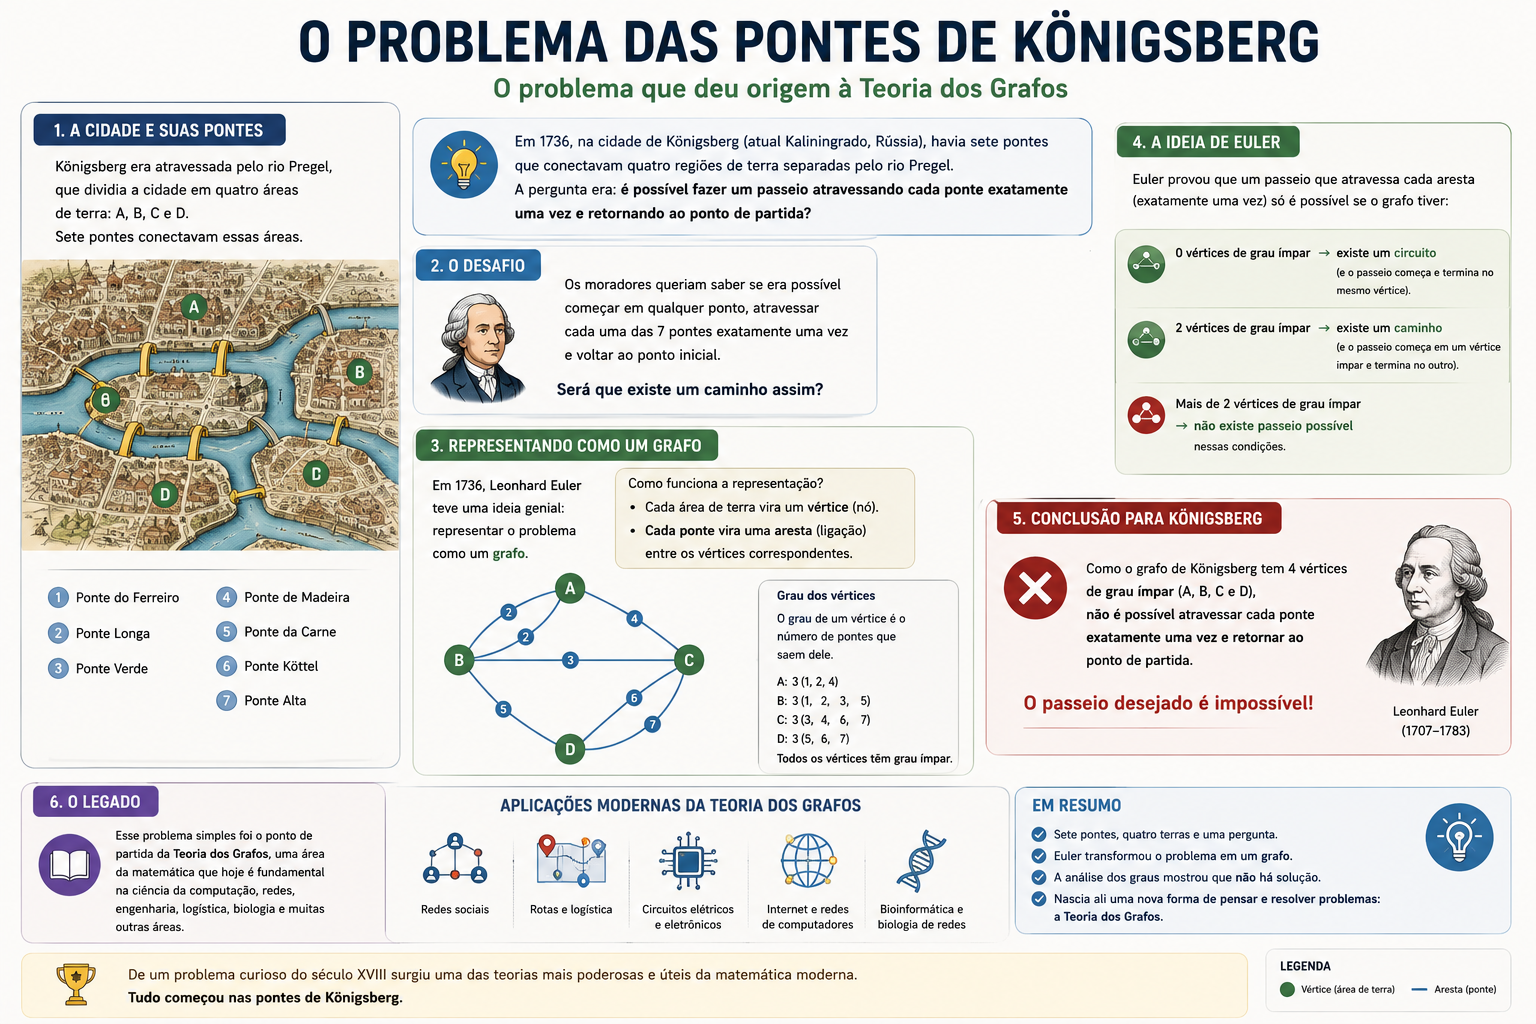 O PROBLEMA DAS PONTES DE KÖNIGSBERG
O problema que deu origem à Teoria dos Grafos
1. A CIDADE E SUAS PONTES
Königsberg era atravessada pelo rio Pregel,
que dividia a cidade em quatro áreas
de terra: A, B, C e D.
Sete pontes conectavam essas áreas.
A
B
D
1 Ponte do Ferreiro
2 Ponte Longa
3 Ponte Verde
4 Ponte de Madeira
5 Ponte da Carne
6 Ponte Köttel
7 Ponte Alta
Em 1736, na cidade de Königsberg (atual Kaliningrado, Rússia), havia sete pontes
que conectavam quatro regiões de terra separadas pelo rio Pregel.
A pergunta era: é possível fazer um passeio atravessando cada ponte exatamente
uma vez e retornando ao ponto de partida?
2. O DESAFIO
Os moradores queriam saber se era possível
começar em qualquer ponto, atravessar
cada uma das 7 pontes exatamente uma vez
e voltar ao ponto inicial.
Será que existe um caminho assim?
3. REPRESENTANDO COMO UM GRAFO
Em 1736, Leonhard Euler
teve uma ideia genial:
representar o problema
como um grafo.
Como funciona a representação?
• Cada área de terra vira um vértice (nó).
• Cada ponte vira uma aresta (ligação)
entre os vértices correspondentes.
A
2
4
2
B
3
C
6
5
7
D
Grau dos vértices
O grau de um vértice é o
número de pontes que
saem dele.
A: 3 (1, 2, 4)
B: 3 (1, 2, 3, 5)
C: 3 (3, 4, 6, 7)
D: 3 (5, 6, 7)
Todos os vértices têm grau ímpar.
4. A IDEIA DE EULER
Euler provou que um passeio que atravessa cada aresta
(exatamente uma vez) só é possível se o grafo tiver:
0 vértices de grau ímpar → existe um circuito
(e o passeio começa e termina no
mesmo vértice).
2 vértices de grau ímpar → existe um caminho
(e o passeio começa em um vértice
impar e termina no outro).
Mais de 2 vértices de grau ímpar
→ não existe passeio possível
nessas condições.
5. CONCLUSÃO PARA KÖNIGSBERG
Como o grafo de Königsberg tem 4 vértices
de grau ímpar (A, B, C e D),
não é possível atravessar cada ponte
exatamente uma vez e retornar ao
ponto de partida.
O passeio desejado é impossível!
Leonhard Euler
(1707–1783)
6. O LEGADO
Esse problema simples foi o ponto de
partida da Teoria dos Grafos, uma área
da matemática que hoje é fundamental
na ciência da computação, redes,
engenharia, logística, biologia e muitas
outras áreas.
APLICAÇÕES MODERNAS DA TEORIA DOS GRAFOS
Redes sociais
Rotas e logística
Circuitos elétricos
e eletrônicos
Internet e redes
de computadores
Bioinformática e
biologia de redes
EM RESUMO
Sete pontes, quatro terras e uma pergunta.
Euler transformou o problema em um grafo.
A análise dos graus mostrou que não há solução.
Nascia ali uma nova forma de pensar e resolver problemas:
a Teoria dos Grafos.
De um problema curioso do século XVIII surgiu uma das teorias mais poderosas e úteis da matemática moderna.
Tudo começou nas pontes de Königsberg.
LEGENDA
Vértice (área de terra)
Aresta (ponte)